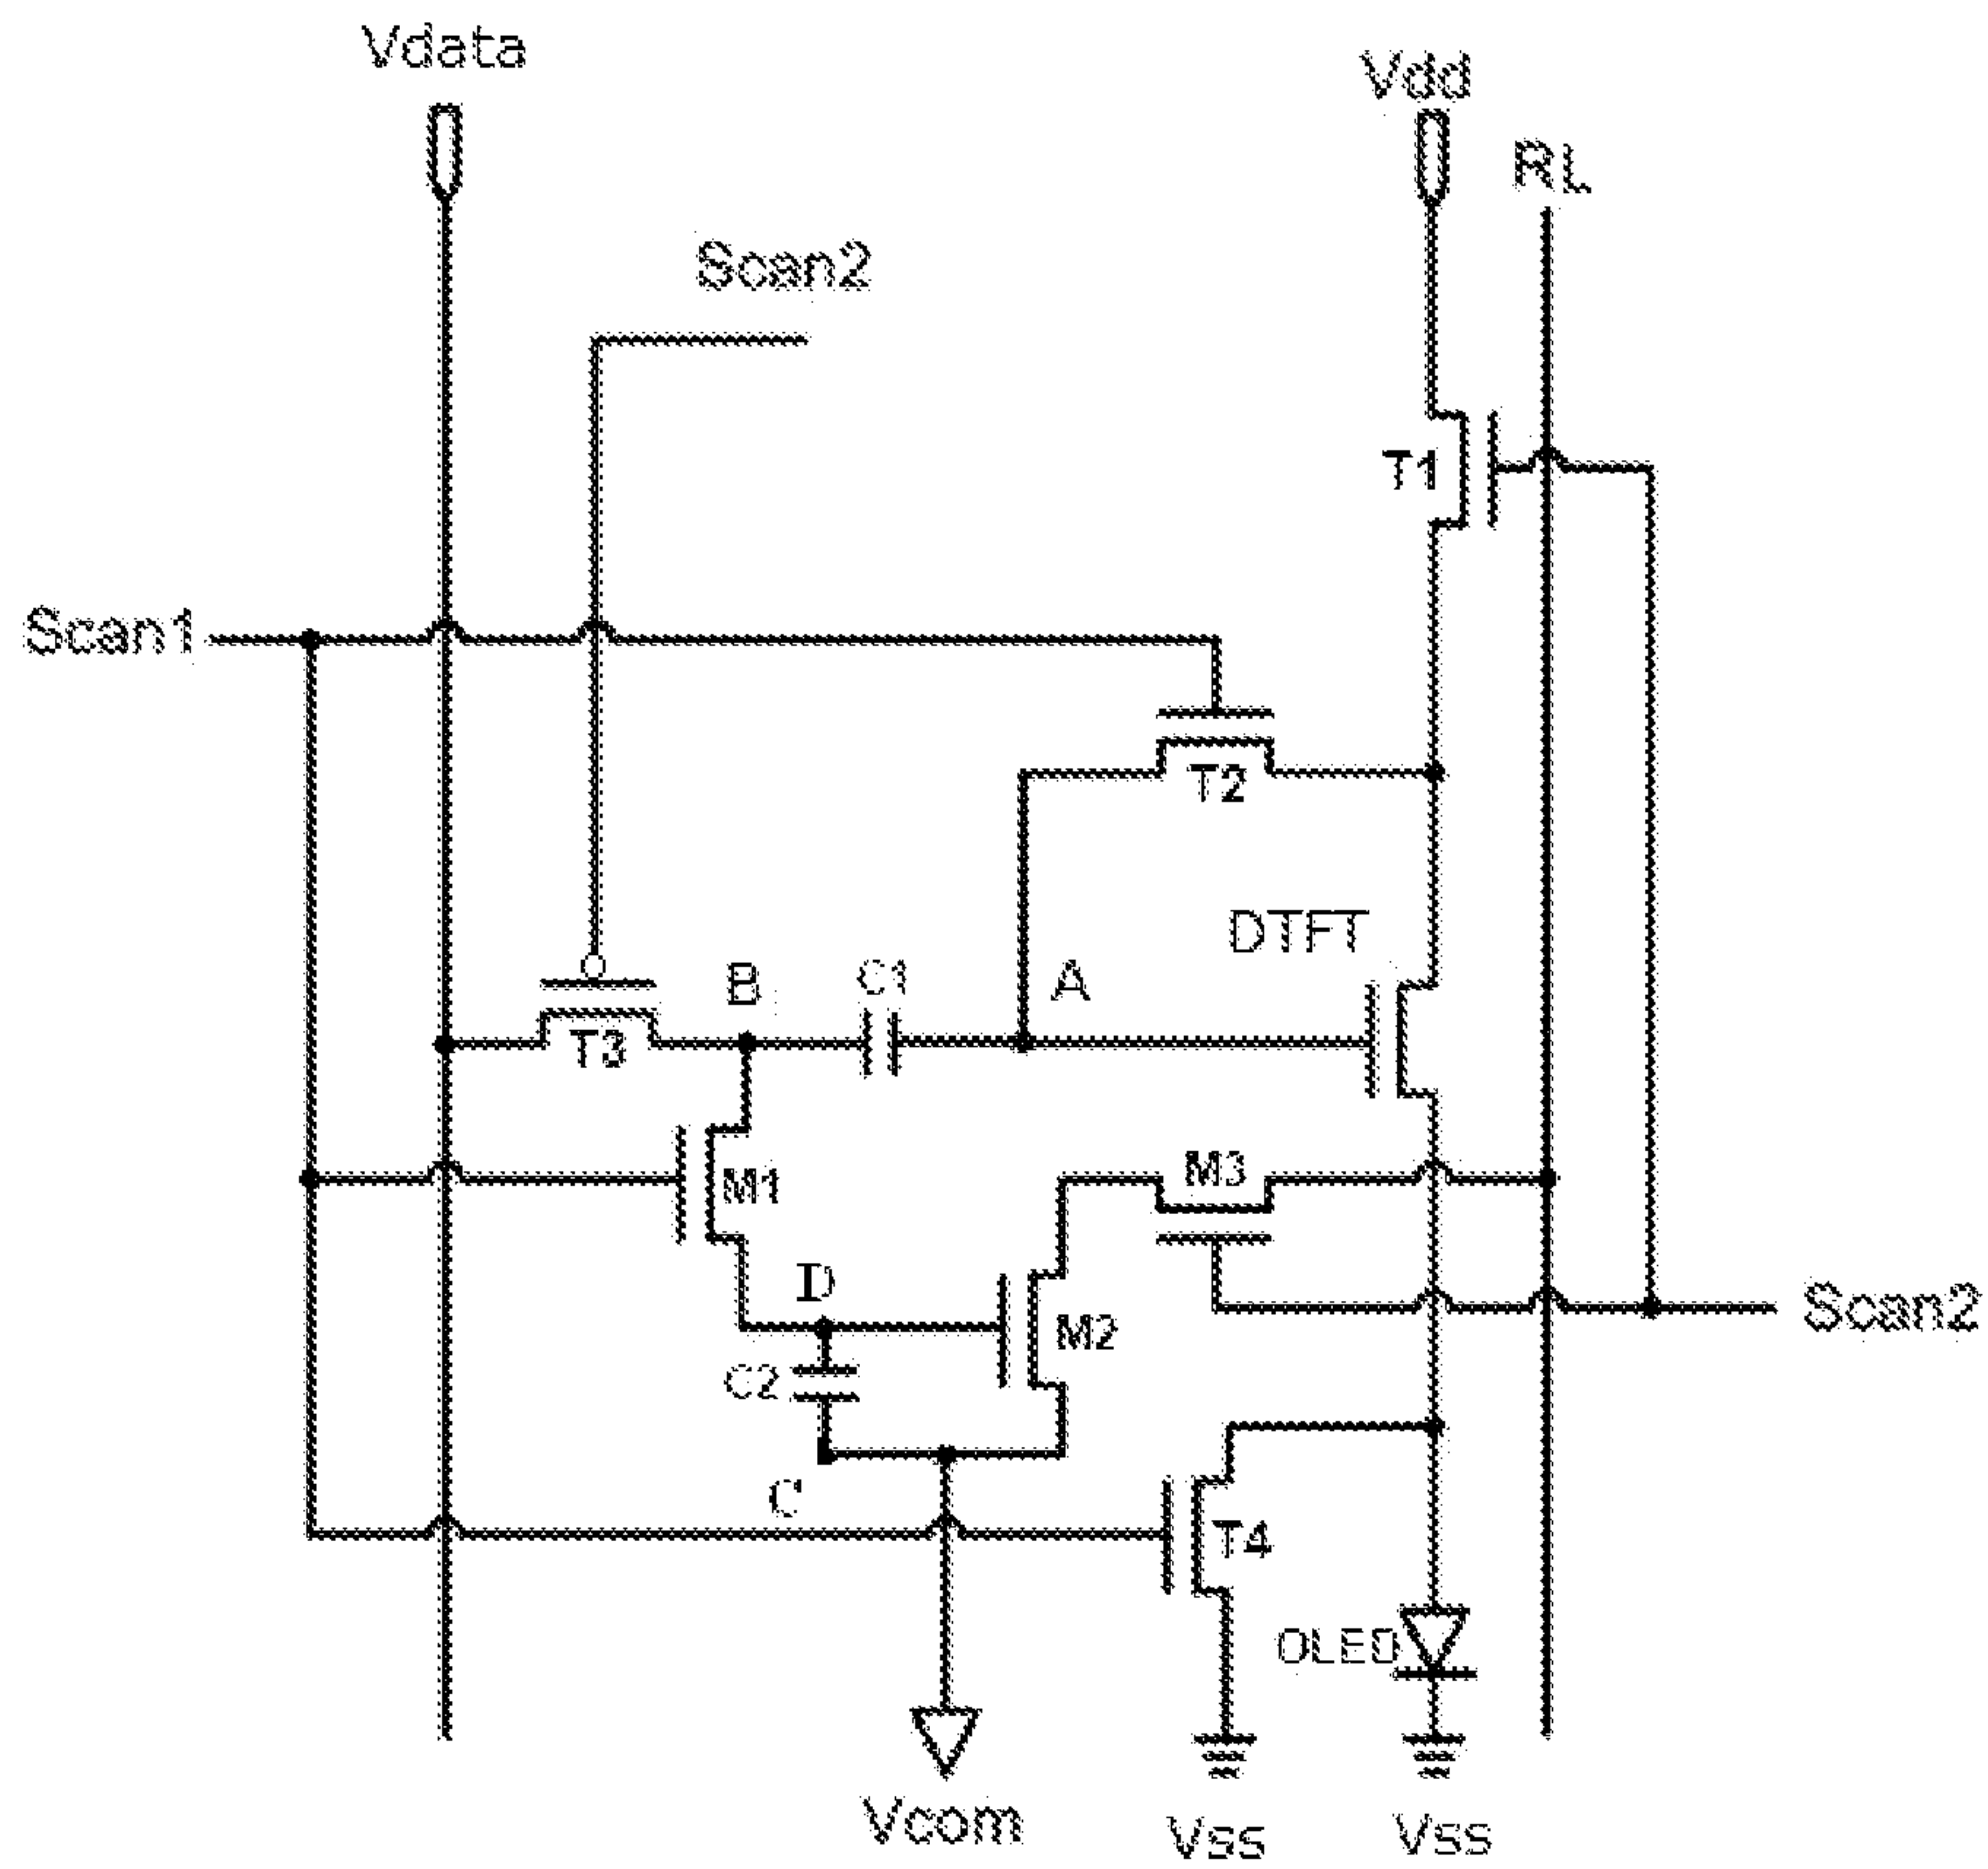 Vdata
Vdd
RL
Scan2
T1
Scan1
T2
DTFT
B
C1
A
T3
M1
M3
D
M2
Scan2
C2
C
T4
OLED
Vcom
Vss
Vss